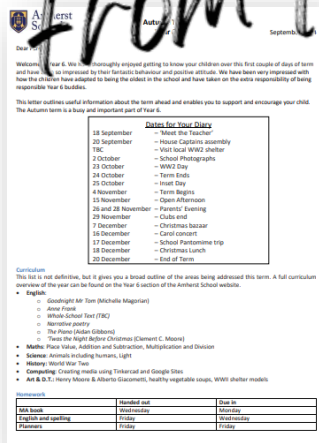 from
Amherst
Autu
Septemb
Dear
Welcome Year 6. We thoroughly enjoyed getting to know your children over this first couple of days of term
and have so impressed by their fantastic behaviour and positive attitude. We have been very impressed with
how the children have adapted to being the oldest in the school and have taken on the extra responsibility of being
responsible Year 6 buddies.
This letter outlines useful information about the term ahead and enables you to support and encourage your child.
The Autumn term is a busy and important part of Year 6.
Dates for Your Diary
18 September – 'Meet the Teacher'
20 September – House Captains assembly
TBC – Visit local WW2 shelter
2 October – School Photographs
23 October – WW2 Day
24 October – Term Ends
25 October – Inset Day
4 November – Term Begins
15 November – Open Afternoon
26 and 28 November – Parents' Evening
29 November – Clubs end
7 December – Christmas bazaar
16 December – Carol concert
17 December – School Pantomime trip
18 December – Christmas Lunch
20 December – End of Term
Curriculum
This list is not definitive, but it gives you a broad outline of the areas being addressed this term. A full curriculum
overview of the year can be found on the Year 6 section of the Amherst School website.
• English:
o Goodnight Mr Tom (Michelle Magorian)
o Anne Frank
o Whole-School Text (TBC)
o Narrative poetry
o The Piano (Aidan Gibbons)
o 'Twas the Night Before Christmas (Clement C. Moore)
• Maths: Place Value, Addition and Subtraction, Multiplication and Division
• Science: Animals including humans, Light
• History: World War Two
• Computing: Creating media using Tinkercad and Google Sites
• Art & D.T.: Henry Moore & Alberto Giacometti, healthy vegetable soups, WWII shelter models
Homework
Handed out Due in
MA book Wednesday Monday
English and spelling Friday Wednesday
Planners Friday Friday